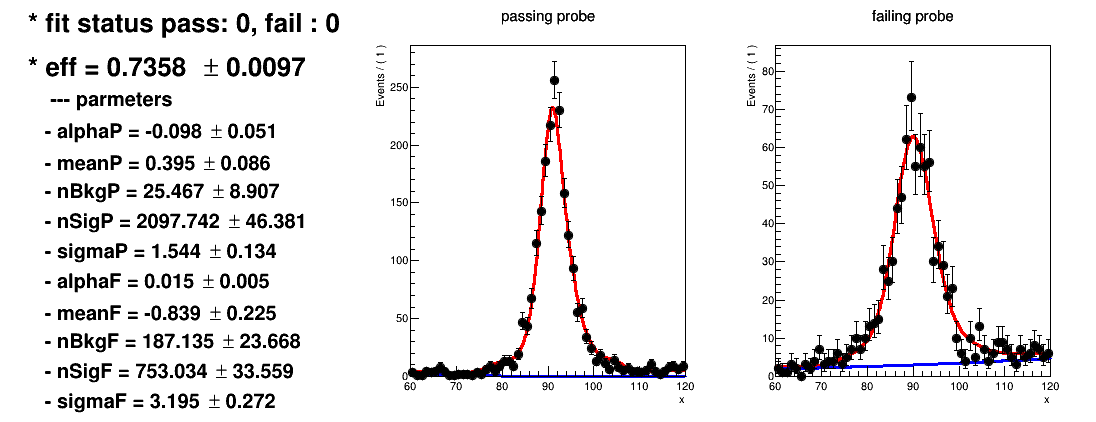 * fit status pass: 0, fail : 0
* eff = 0.7358 ± 0.0097
--- parmeters
- alphaP = -0.098 ± 0.051
- meanP = 0.395 ± 0.086
- nBkgP = 25.467 ± 8.907
- nSigP = 2097.742 ± 46.381
- sigmaP = 1.544 ± 0.134
- alphaF = 0.015 ± 0.005
- meanF = -0.839 ± 0.225
- nBkgF = 187.135 ± 23.668
- nSigF = 753.034 ± 33.559
- sigmaF = 3.195 ± 0.272
passing probe
Events / ( 1 )
250
200
150
100
50
0
60 70 80 90 100 110 120
x
failing probe
Events / ( 1 )
80
70
60
50
40
30
20
10
0
60 70 80 90 100 110 120
x